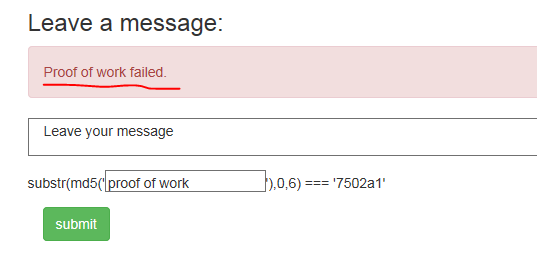 Leave a message:
Proof of work failed.
Leave your message
substr(md5('proof of work'),0,6) === '7502a1'
submit